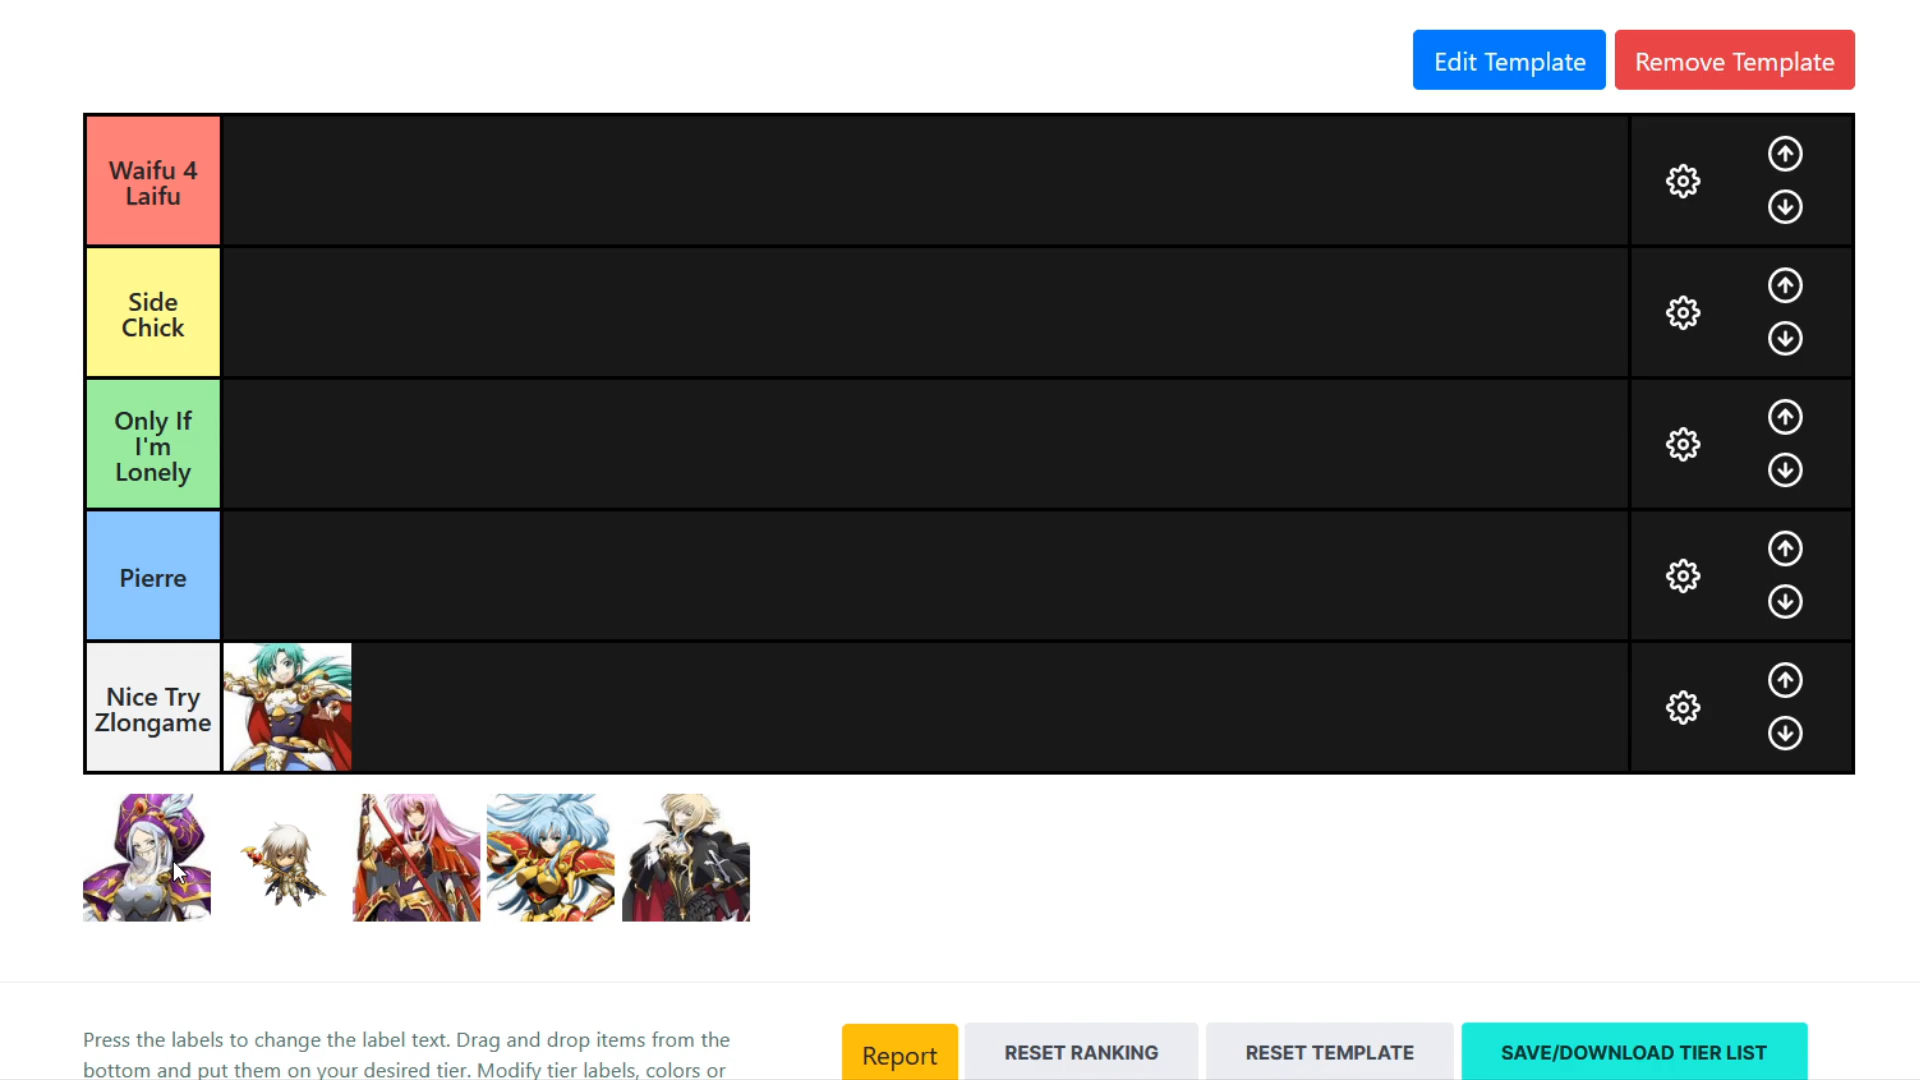 Edit Template
Remove Template
Waifu 4
Laifu
Side
Chick
Only If
I'm
Lonely
Pierre
Nice Try
Zlongame
Press the labels to change the label text. Drag and drop items from the
bottom and put them on your desired tier. Modify tier labels, colors or
Report
RESET RANKING
RESET TEMPLATE
SAVE/DOWNLOAD TIER LIST